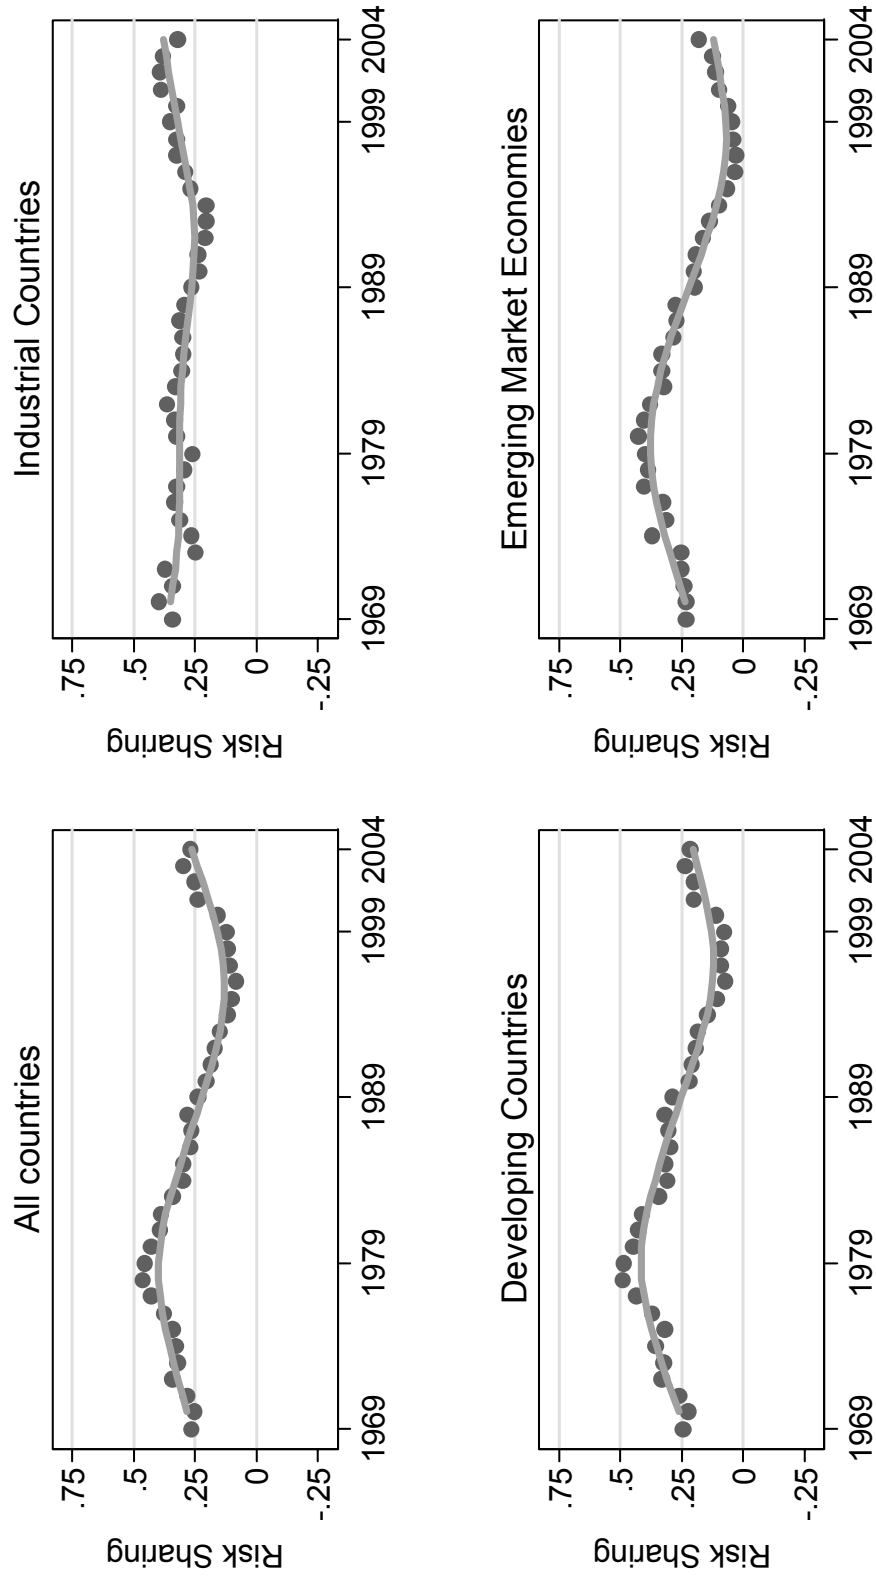 All countries
Risk Sharing
.75
.5
.25
0
-.25
1969 1979 1989 1999 2004
Industrial Countries
Risk Sharing
.75
.5
.25
0
-.25
1969 1979 1989 1999 2004
Developing Countries
Risk Sharing
.75
.5
.25
0
-.25
1969 1979 1989 1999 2004
Emerging Market Economies
Risk Sharing
.75
.5
.25
0
-.25
1969 1979 1989 1999 2004